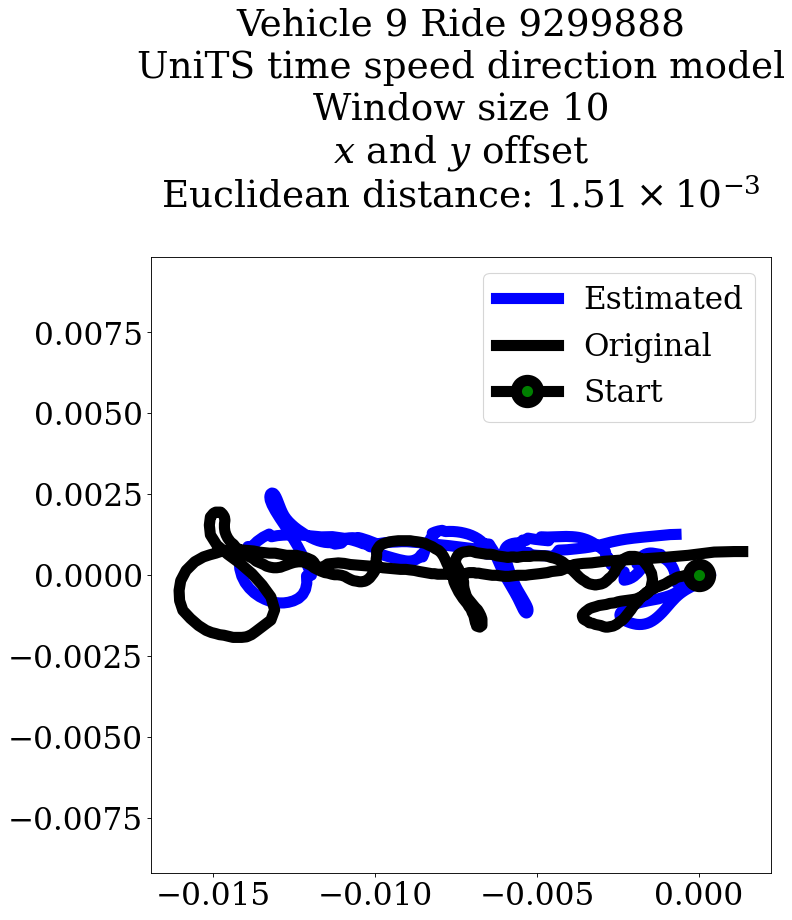 Vehicle 9 Ride 9299888
UniTS time speed direction model
Window size 10
x and y offset
Euclidean distance: 1.51 × 10⁻³
Estimated
Original
Start
0.0075
0.0050
0.0025
0.0000
−0.0025
−0.0050
−0.0075
−0.015 −0.010 −0.005 0.000